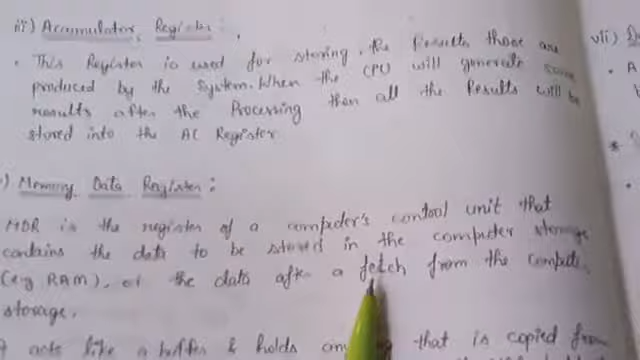 iii) Accumulator Register :
• This Register is used for storing the Results those are
produced by the System. When the CPU will generate some
results after the Processing then all the Results will be
stored into the AC Register
) Memory Data Register :
MDR is the register of a computer's control unit that
contains the data to be stored in the computer storage
(e.g RAM), or the data after a fetch from the compute
storage.
acts like a buffer & holds any that is copied from
vii)
• A
*